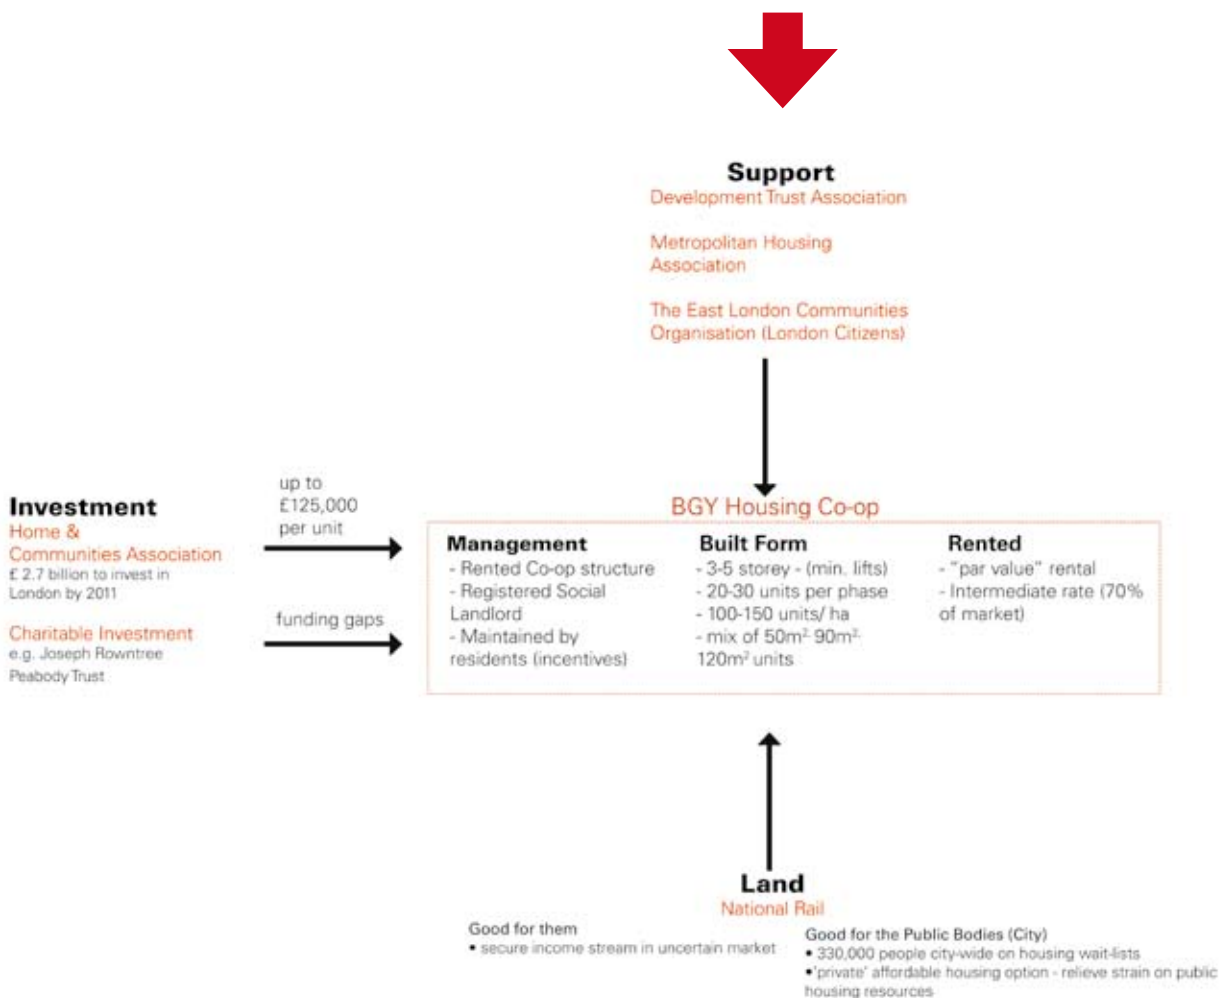 Support
Development Trust Association
Metropolitan Housing
Association
The East London Communities
Organisation (London Citizens)
Investment
Home &
Communities Association
£ 2.7 billion to invest in
London by 2011
Charitable Investment
e.g. Joseph Rowntree
Peabody Trust
up to
£125,000
per unit
funding gaps
BGY Housing Co-op
Management
- Rented Co-op structure
- Registered Social
Landlord
- Maintained by
residents (incentives)
Built Form
- 3-5 storey - (min. lifts)
- 20-30 units per phase
- 100-150 units/ ha
- mix of 50m², 90m²,
120m² units
Rented
- "par value" rental
- Intermediate rate (70%
of market)
Land
National Rail
Good for them
• secure income stream in uncertain market
Good for the Public Bodies (City)
• 330,000 people city-wide on housing wait-lists
•'private' affordable housing option - relieve strain on public
housing resources